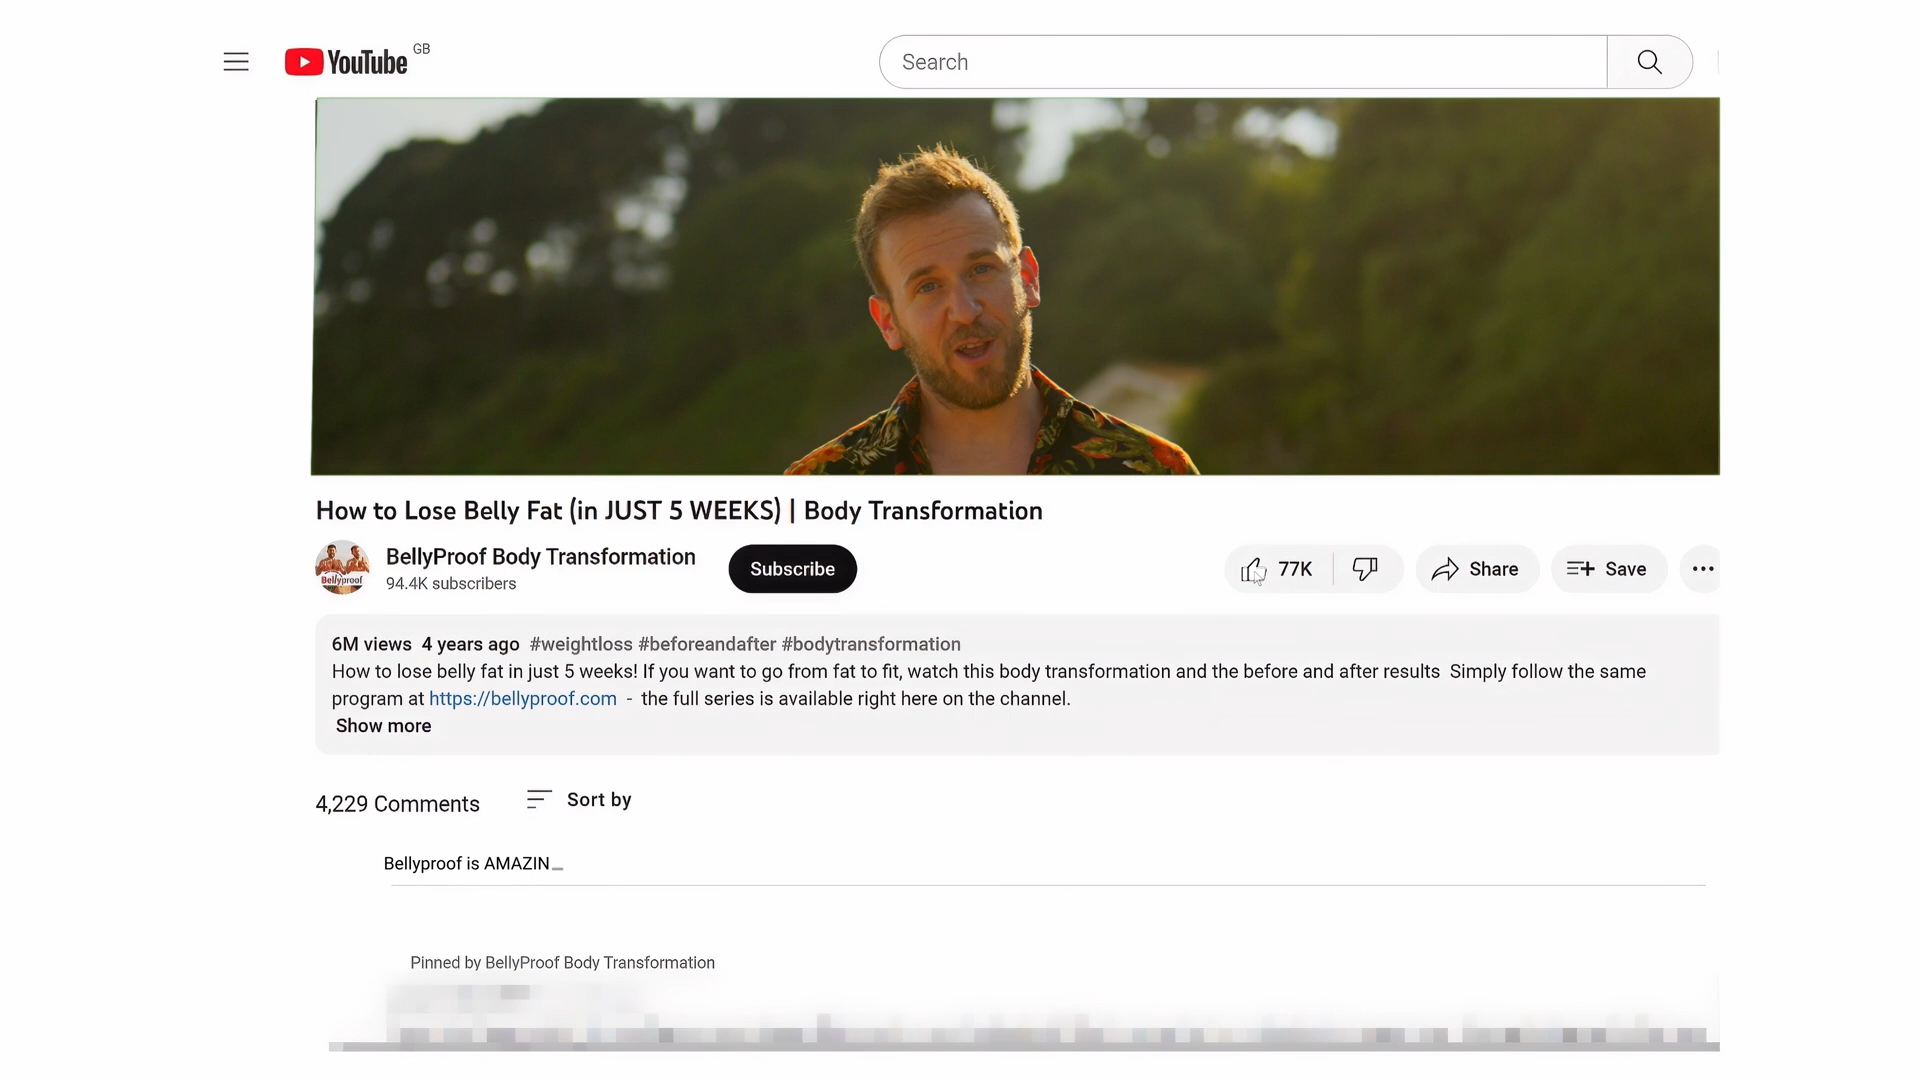 YouTube GB
Search
How to Lose Belly Fat (in JUST 5 WEEKS) | Body Transformation
Bellyproof
BellyProof Body Transformation
94.4K subscribers
Subscribe
77K
Share
Save
6M views 4 years ago #weightloss #beforeandafter #bodytransformation
How to lose belly fat in just 5 weeks! If you want to go from fat to fit, watch this body transformation and the before and after results Simply follow the same
program at https://bellyproof.com - the full series is available right here on the channel.
Show more
4,229 Comments
Sort by
Bellyproof is AMAZIN_
Pinned by BellyProof Body Transformation